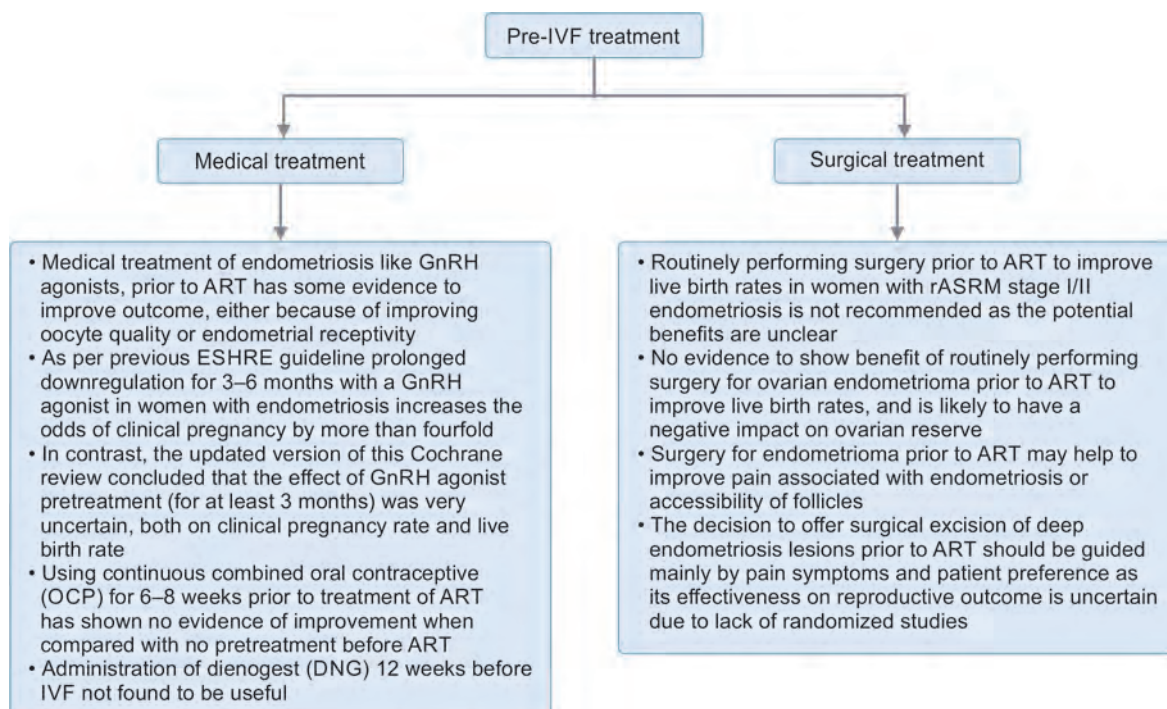 Pre-IVF treatment
Medical treatment
Surgical treatment
• Medical treatment of endometriosis like GnRH
agonists, prior to ART has some evidence to
improve outcome, either because of improving
oocyte quality or endometrial receptivity
• As per previous ESHRE guideline prolonged
downregulation for 3–6 months with a GnRH
agonist in women with endometriosis increases the
odds of clinical pregnancy by more than fourfold
• In contrast, the updated version of this Cochrane
review concluded that the effect of GnRH agonist
pretreatment (for at least 3 months) was very
uncertain, both on clinical pregnancy rate and live
birth rate
• Using continuous combined oral contraceptive
(OCP) for 6–8 weeks prior to treatment of ART
has shown no evidence of improvement when
compared with no pretreatment before ART
• Administration of dienogest (DNG) 12 weeks before
IVF not found to be useful
• Routinely performing surgery prior to ART to improve
live birth rates in women with rASRM stage I/II
endometriosis is not recommended as the potential
benefits are unclear
• No evidence to show benefit of routinely performing
surgery for ovarian endometrioma prior to ART to
improve live birth rates, and is likely to have a
negative impact on ovarian reserve
• Surgery for endometrioma prior to ART may help to
improve pain associated with endometriosis or
accessibility of follicles
• The decision to offer surgical excision of deep
endometriosis lesions prior to ART should be guided
mainly by pain symptoms and patient preference as
its effectiveness on reproductive outcome is uncertain
due to lack of randomized studies